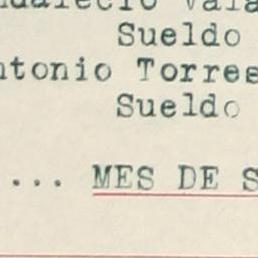 Sueldo
ntonio Torres
Sueldo
... MES DE S